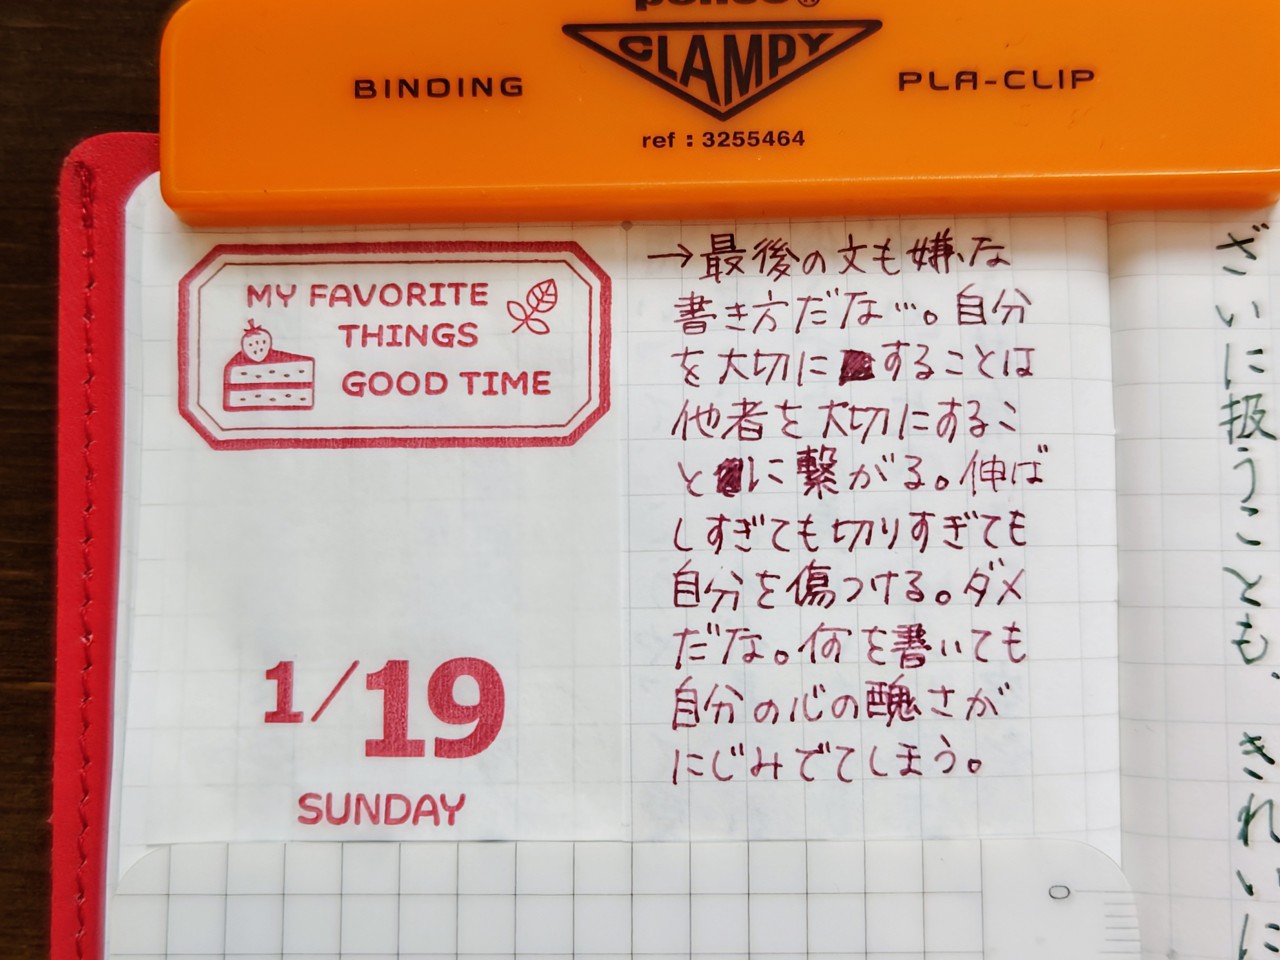 CLAMPY
BINDING
PLA-CLIP
ref : 3255464
MY FAVORITE
THINGS
GOOD TIME
1/19
SUNDAY
→最後の文も嫌な
書き方だな…。自分
を大切にすることは
他者を大切にするこ
とに繋がる。伸ば
しすぎても切りすぎても
自分を傷つける。ダメ
だな。何を書いても
自分の心の醜さが
にじみでてしまう。
ざいに扱うことも、きれいに
0